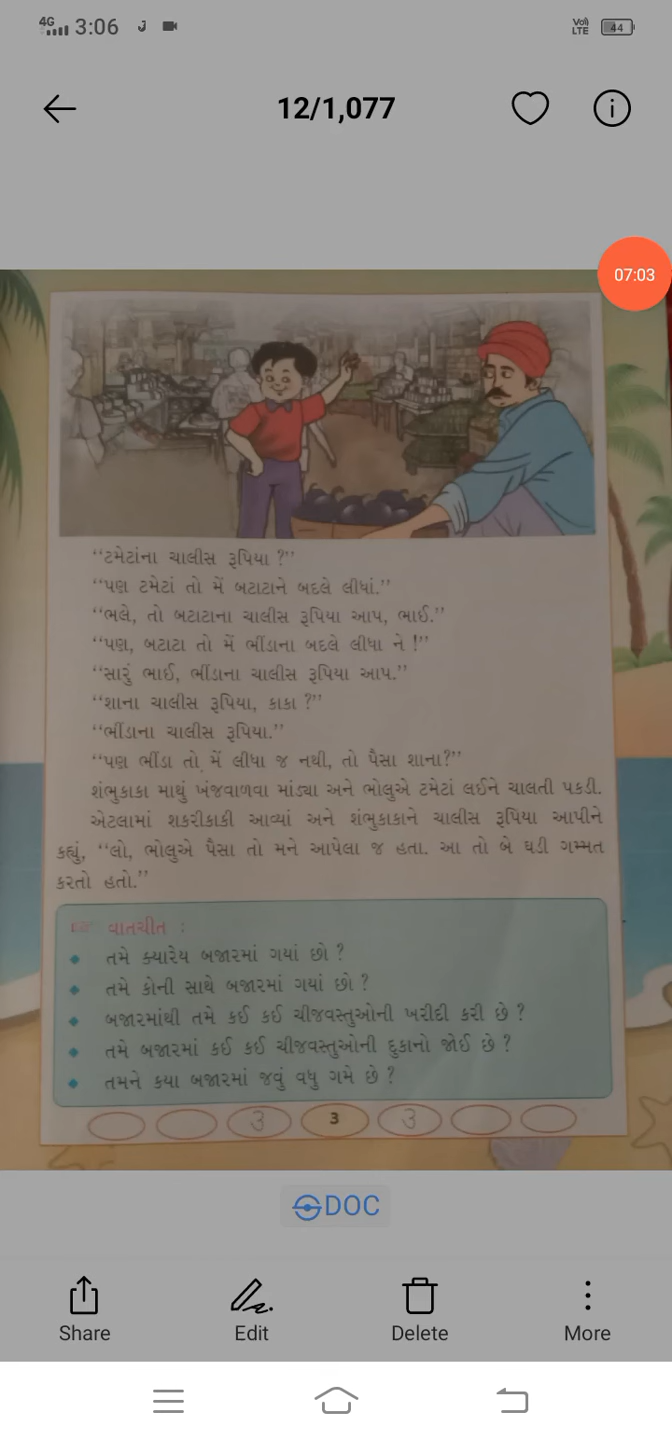 4G 3:06 VoD LTE 44
12/1,077
07:03
“ટમેટાંના ચાલીસ રૂપિયા ?”
“પણ ટમેટાં તો મેં બટાટાને બદલે લીધાં.”
“ભલે, તો બટાટાના ચાલીસ રૂપિયા આપ, ભાઈ.”
“પણ, બટાટા તો મેં ભીંડાના બદલે લીધા ને !”
“સારું ભાઈ, ભીંડાના ચાલીસ રૂપિયા આપ.”
“શાના ચાલીસ રૂપિયા, કાકા ?”
“ભીંડાના ચાલીસ રૂપિયા.”
“પણ ભીંડા તો મેં લીધા જ નથી, તો પૈસા શાના?”
શંભુકાકા માથું ખંજવાળવા માંડ્યા અને ભોલુએ ટમેટાં લઈને ચાલતી પકડી.
એટલામાં શકરીકાકી આવ્યાં અને શંભુકાકાને ચાલીસ રૂપિયા આપીને
કહ્યું, “લો, ભોલુએ પૈસા તો મને આપેલા જ હતા. આ તો બે ઘડી ગમ્મત
કરતો હતો.”
વાતચીત :
તમે ક્યારેય બજારમાં ગયાં છો ?
તમે કોની સાથે બજારમાં ગયાં છો ?
બજારમાંથી તમે કઈ કઈ ચીજવસ્તુઓની ખરીદી કરી છે ?
તમે બજારમાં કઈ કઈ ચીજવસ્તુઓની દુકાનો જોઈ છે ?
તમને કયા બજારમાં જવું વધુ ગમે છે ?
3 3 3
DOC
Share Edit Delete More